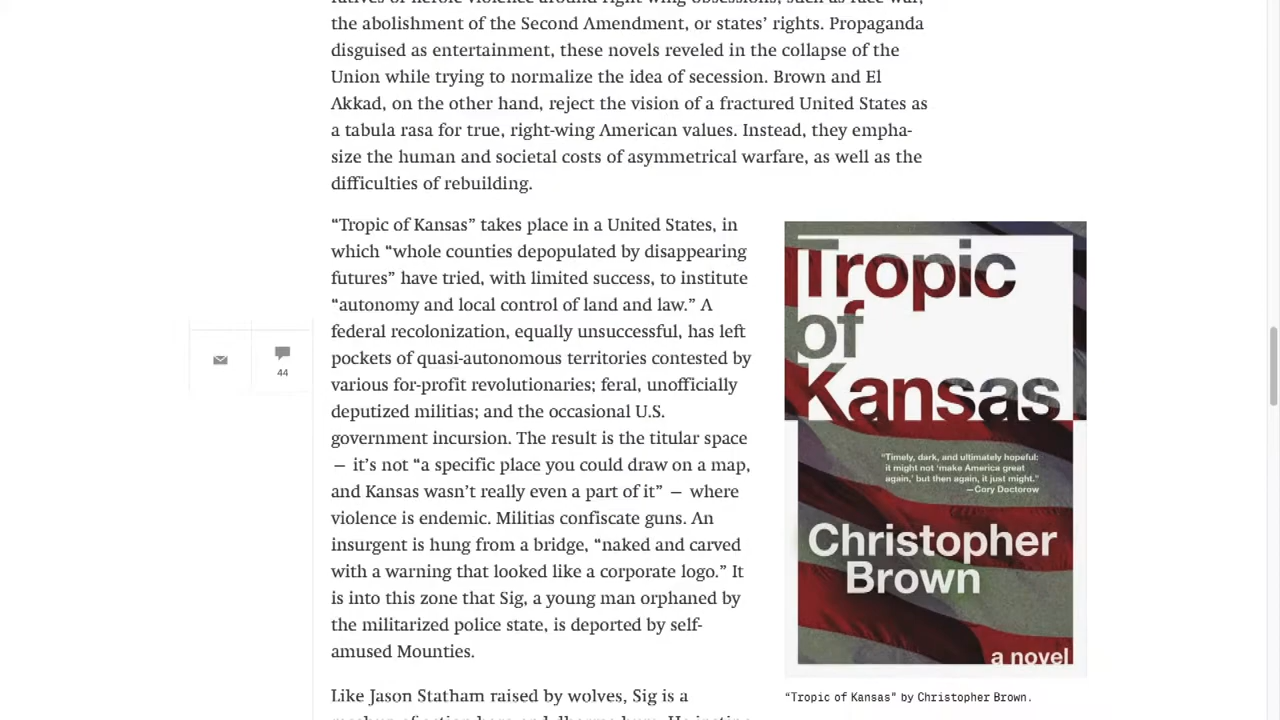 the abolishment of the Second Amendment, or states’ rights. Propaganda
disguised as entertainment, these novels reveled in the collapse of the
Union while trying to normalize the idea of secession. Brown and El
Akkad, on the other hand, reject the vision of a fractured United States as
a tabula rasa for true, right-wing American values. Instead, they empha-
size the human and societal costs of asymmetrical warfare, as well as the
difficulties of rebuilding.
“Tropic of Kansas” takes place in a United States, in
which “whole counties depopulated by disappearing
futures” have tried, with limited success, to institute
“autonomy and local control of land and law.” A
federal recolonization, equally unsuccessful, has left
pockets of quasi-autonomous territories contested by
various for-profit revolutionaries; feral, unofficially
deputized militias; and the occasional U.S.
government incursion. The result is the titular space
— it’s not “a specific place you could draw on a map,
and Kansas wasn’t really even a part of it” — where
violence is endemic. Militias confiscate guns. An
insurgent is hung from a bridge, “naked and carved
with a warning that looked like a corporate logo.” It
is into this zone that Sig, a young man orphaned by
the militarized police state, is deported by self-
amused Mounties.
Like Jason Statham raised by wolves, Sig is a
44
Tropic
of
Kansas
“Timely, dark, and ultimately hopeful:
it might not ‘make America great
again,’ but then again, it just might.”
—Cory Doctorow
Christopher
Brown
a novel
“Tropic of Kansas” by Christopher Brown.